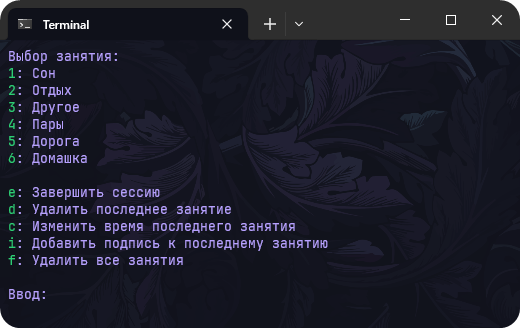 Terminal
Выбор занятия:
1: Сон
2: Отдых
3: Другое
4: Пары
5: Дорога
6: Домашка
e: Завершить сессию
d: Удалить последнее занятие
c: Изменить время последнего занятия
i: Добавить подпись к последнему занятию
f: Удалить все занятия
Ввод: